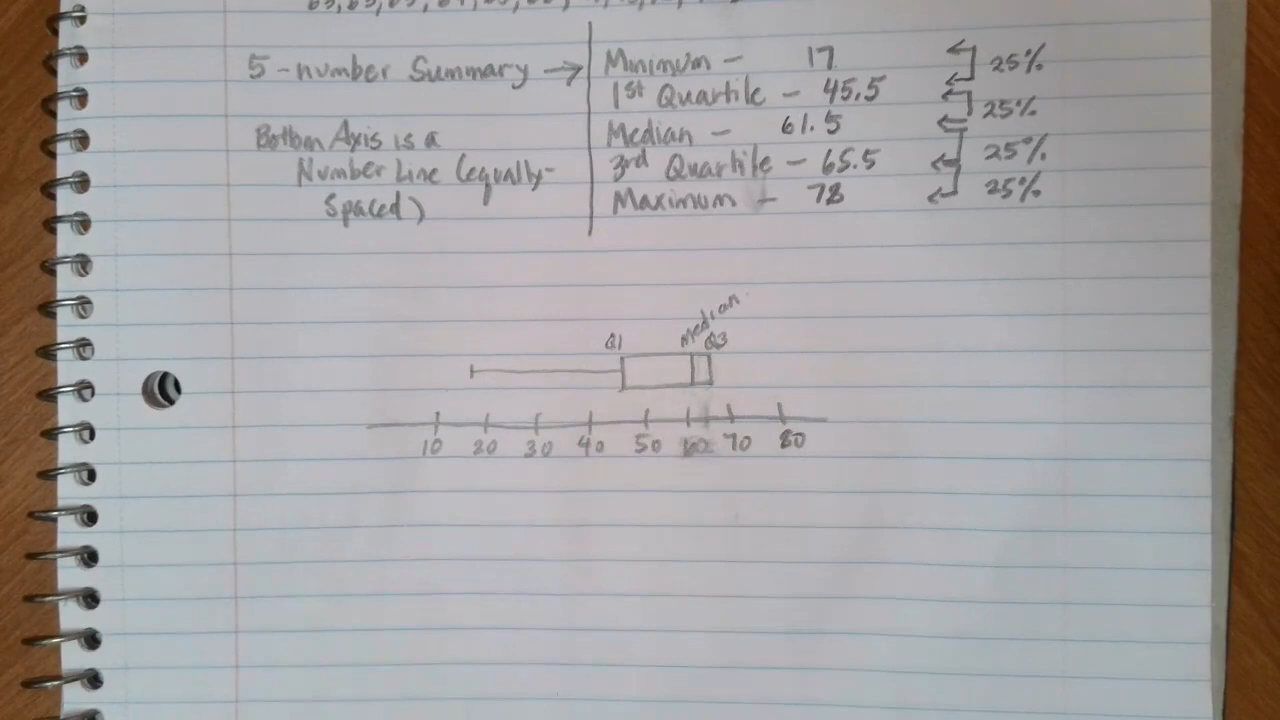 5-number Summary →
Minimum - 17
25%
1st Quartile - 45.5
25%
Bottom Axis is a
Median - 61.5
25%
Number Line (equally-
3rd Quartile - 65.5
25%
Spaced)
Maximum - 78
Median
Q1
Q3
10 20 30 40 50 60 70 80